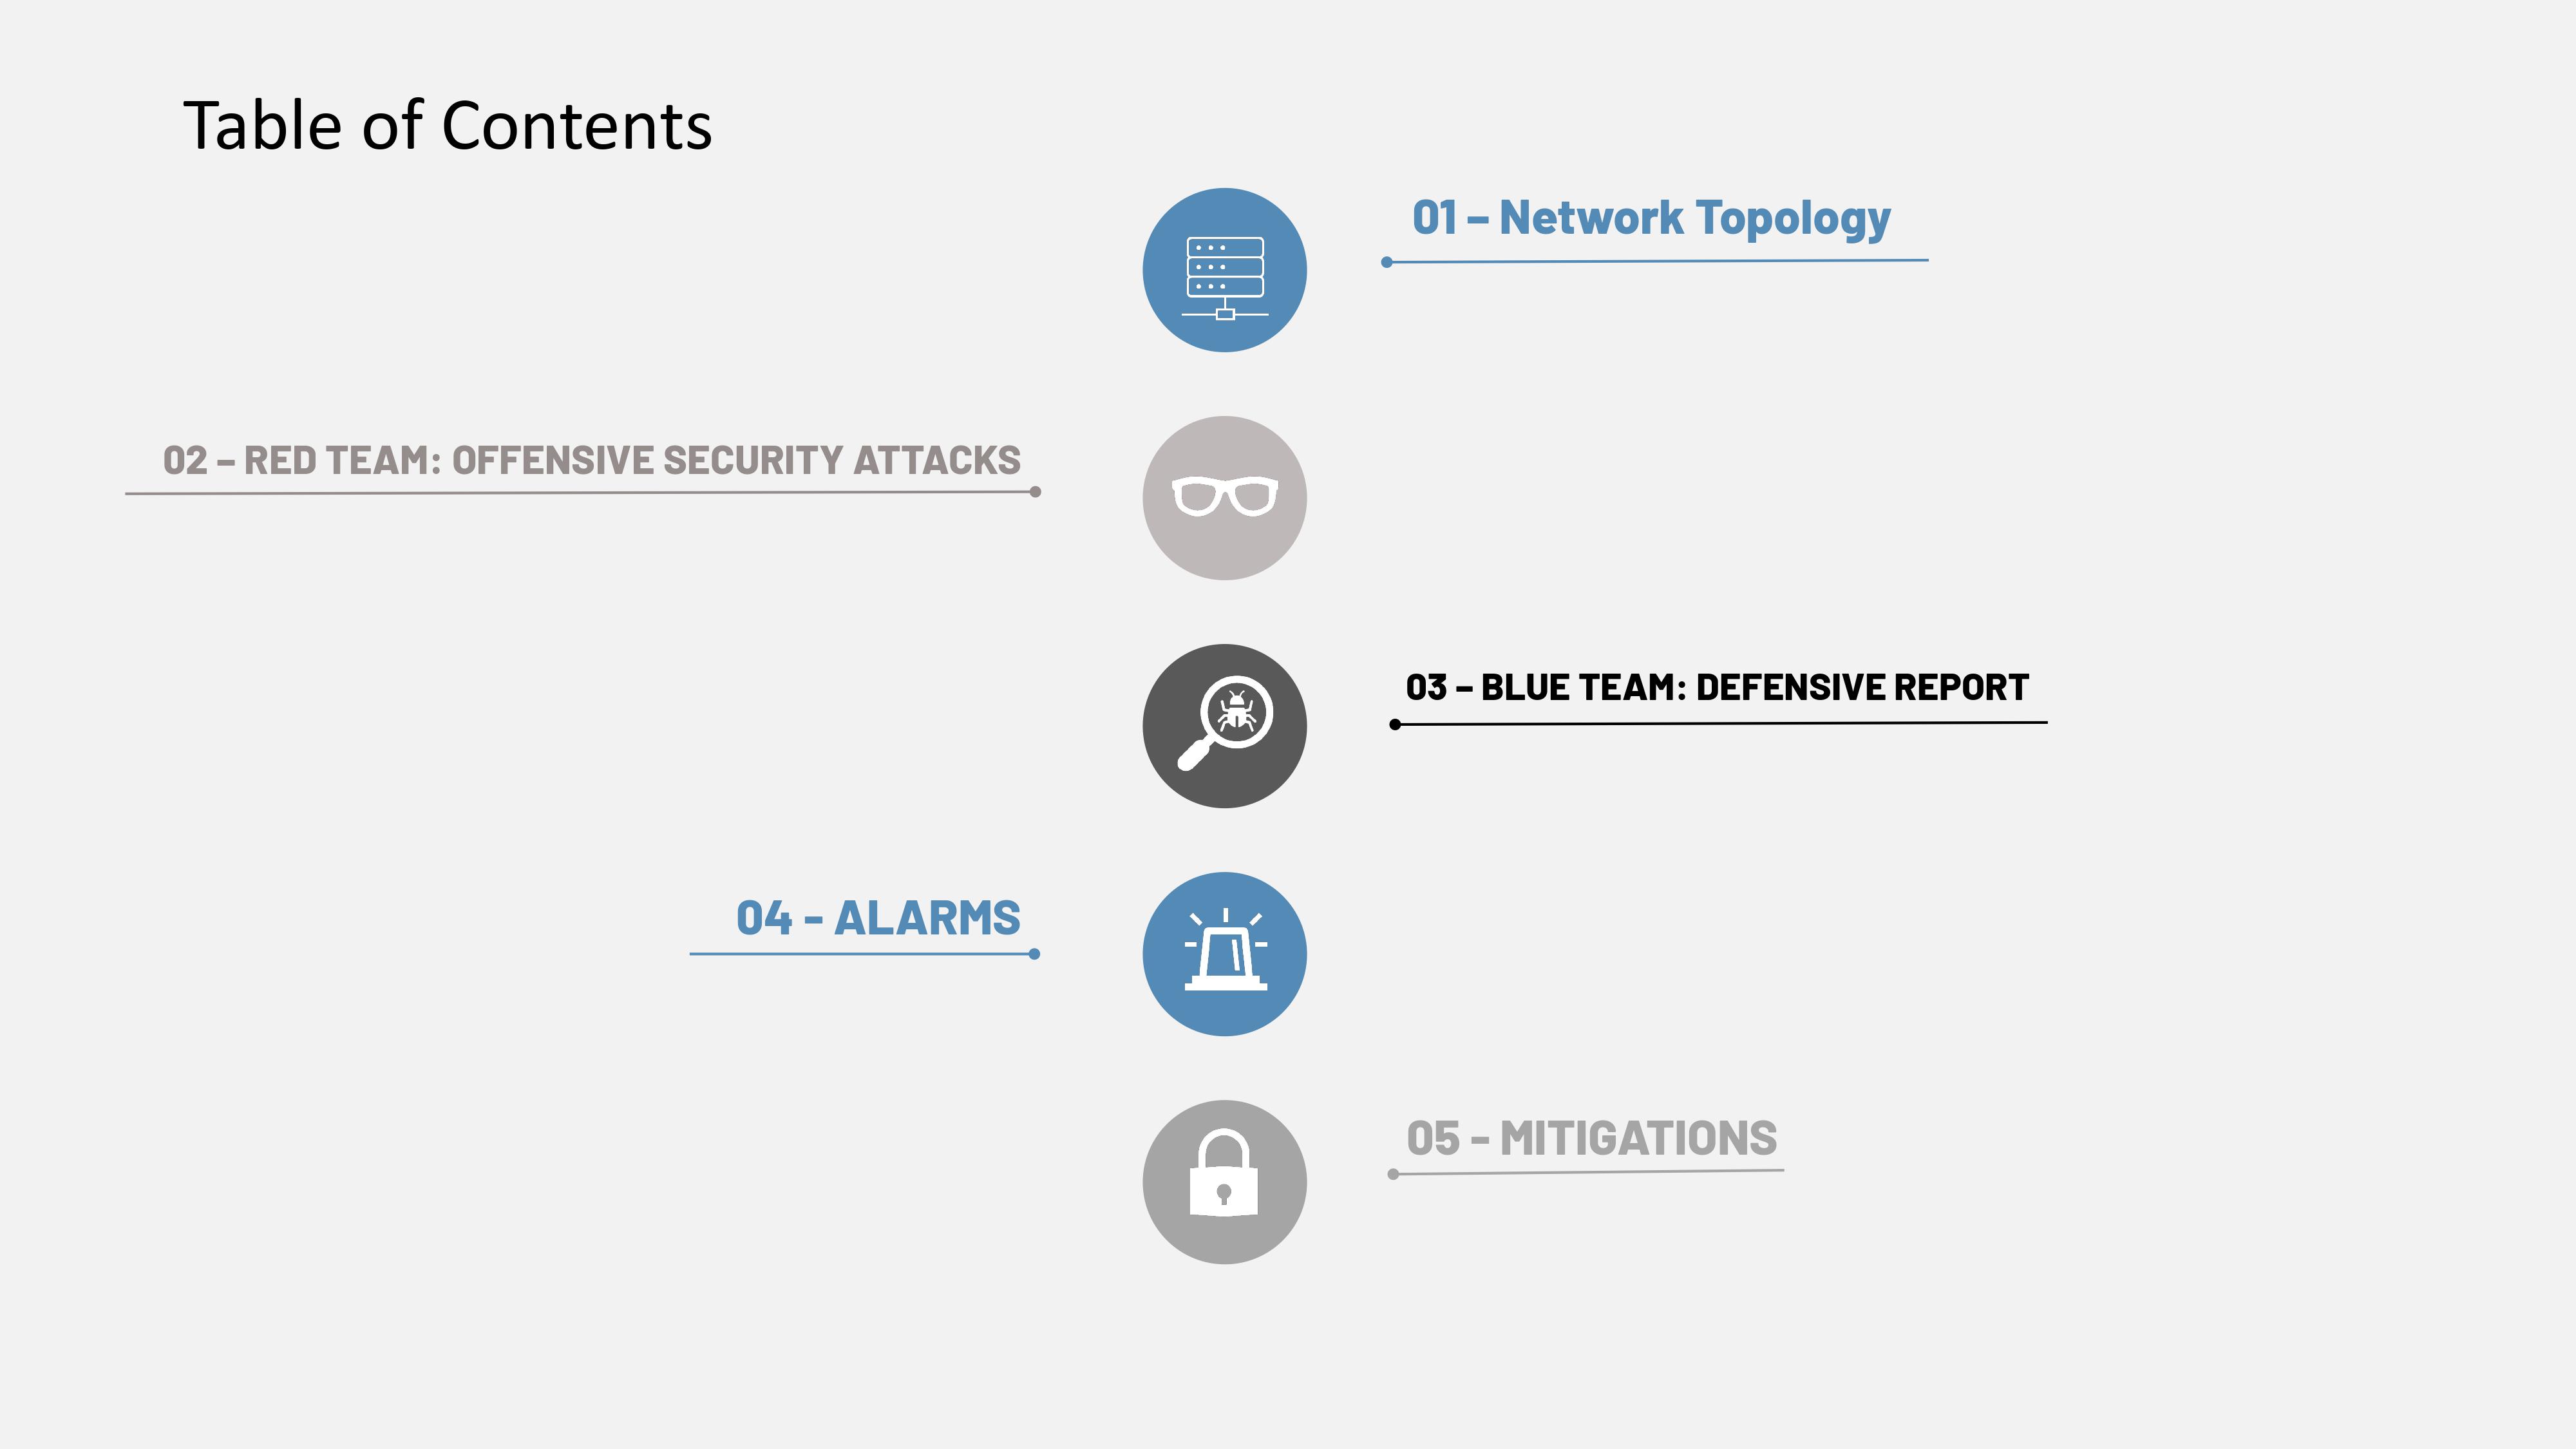 Table of Contents
01 – Network Topology
02 – RED TEAM: OFFENSIVE SECURITY ATTACKS
03 – BLUE TEAM: DEFENSIVE REPORT
04 - ALARMS
05 - MITIGATIONS